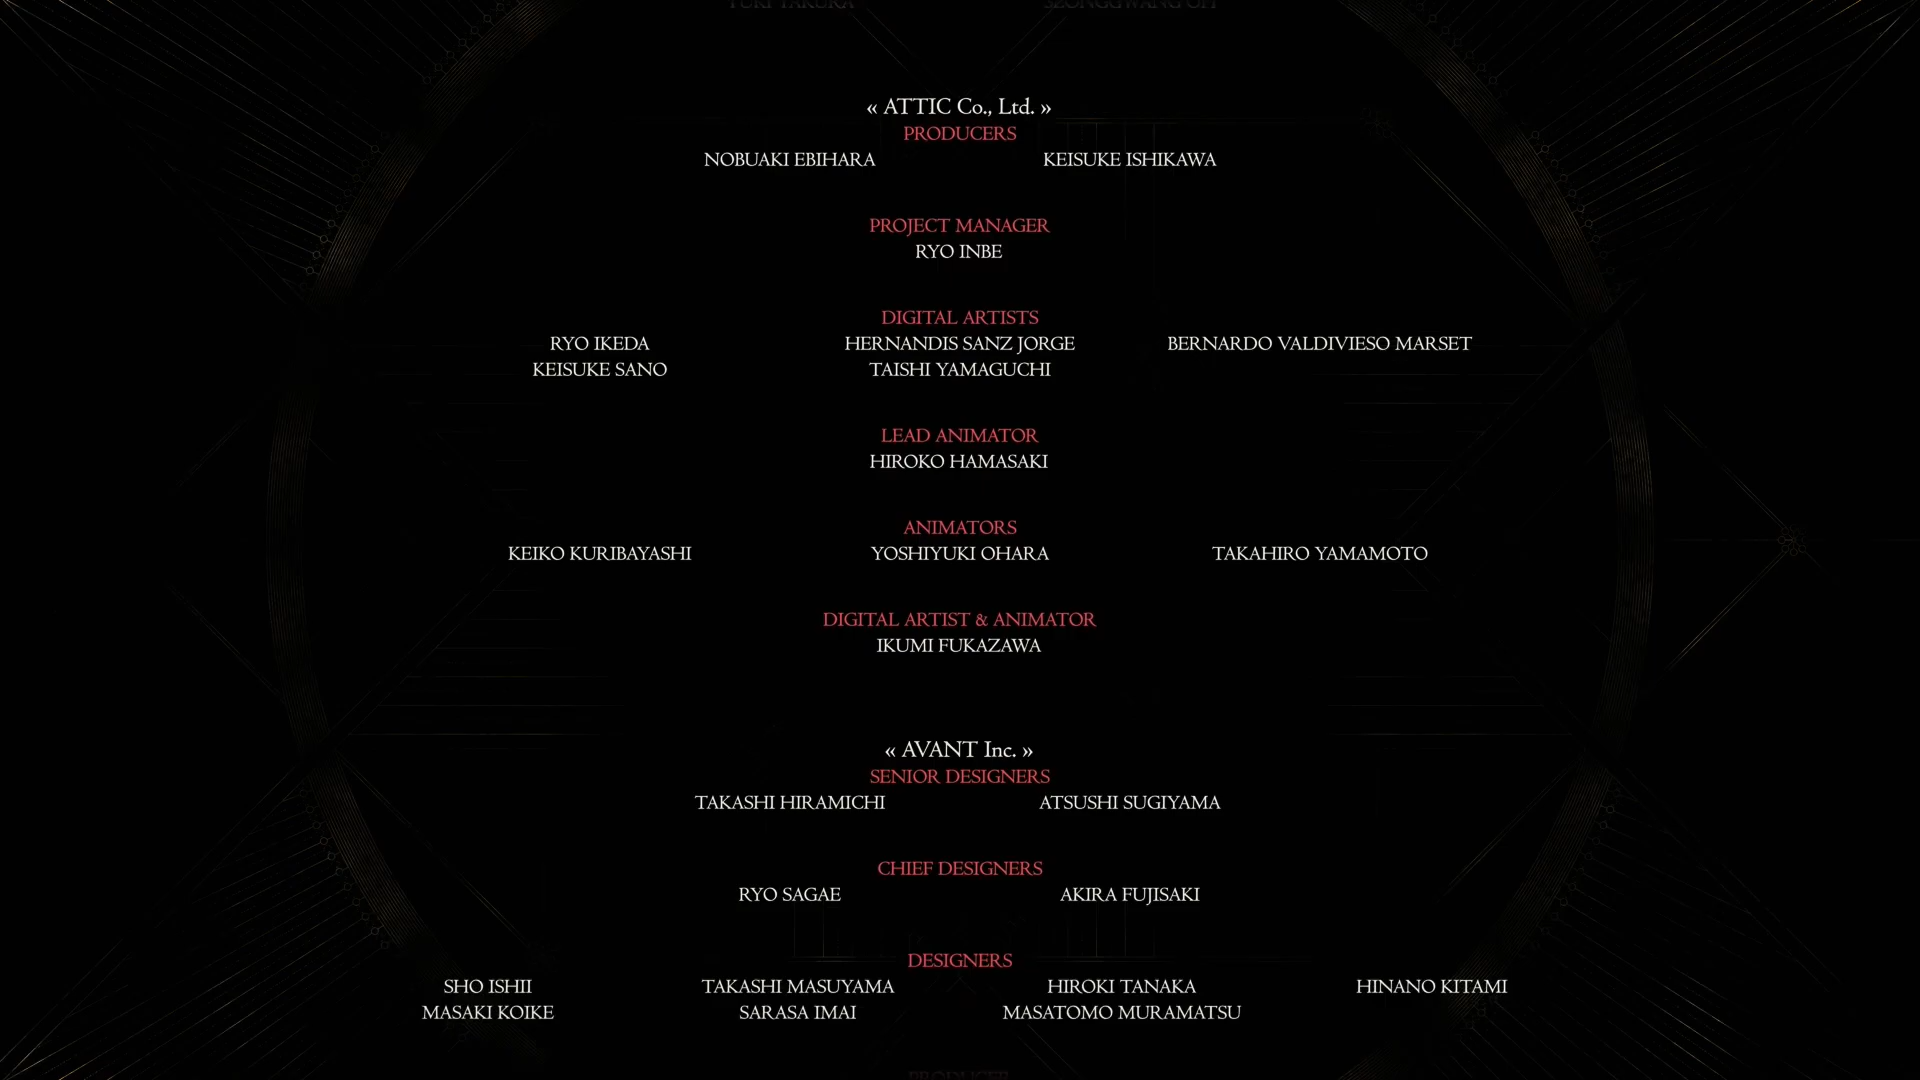 « ATTIC Co., Ltd. »
PRODUCERS
NOBUAKI EBIHARA KEISUKE ISHIKAWA
PROJECT MANAGER
RYO INBE
DIGITAL ARTISTS
RYO IKEDA HERNANDIS SANZ JORGE BERNARDO VALDIVIESO MARSET
KEISUKE SANO TAISHI YAMAGUCHI
LEAD ANIMATOR
HIROKO HAMASAKI
ANIMATORS
KEIKO KURIBAYASHI YOSHIYUKI OHARA TAKAHIRO YAMAMOTO
DIGITAL ARTIST & ANIMATOR
IKUMI FUKAZAWA
« AVANT Inc. »
SENIOR DESIGNERS
TAKASHI HIRAMICHI ATSUSHI SUGIYAMA
CHIEF DESIGNERS
RYO SAGAE AKIRA FUJISAKI
DESIGNERS
SHO ISHII TAKASHI MASUYAMA HIROKI TANAKA HINANO KITAMI
MASAKI KOIKE SARASA IMAI MASATOMO MURAMATSU